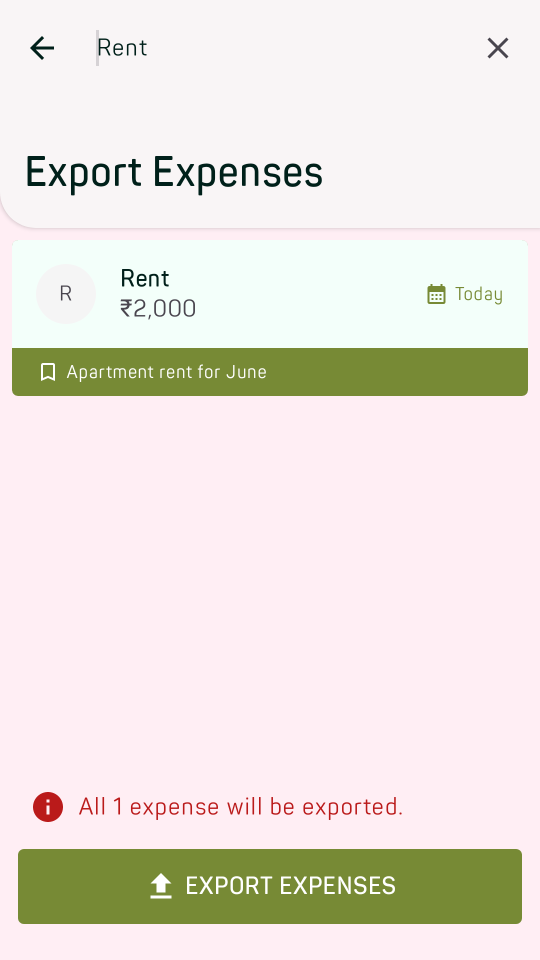 Rent
Export Expenses
R
Rent
₹2,000
Today
Apartment rent for June
All 1 expense will be exported.
EXPORT EXPENSES